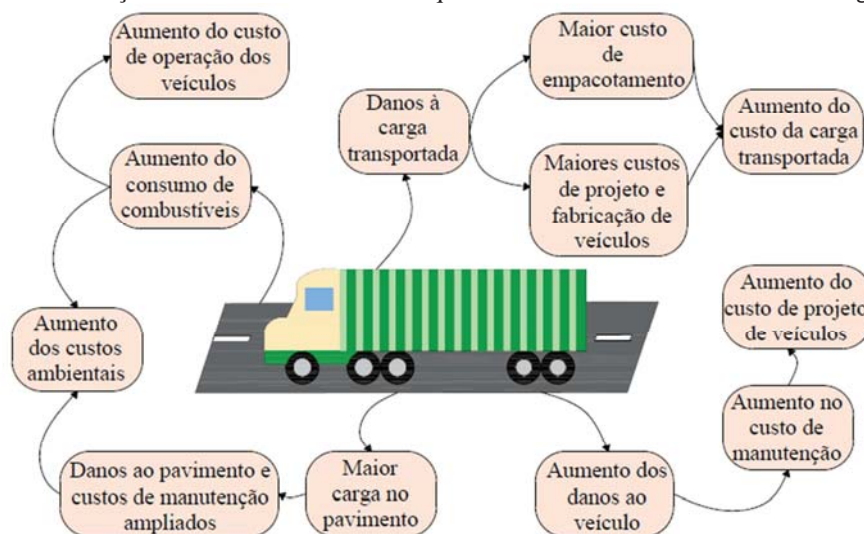 Aumento do custo
de operação dos
veículos
Aumento do
consumo de
combustíveis
Aumento
dos custos
ambientais
Danos ao pavimento e
custos de manutenção
ampliados
Maior
carga no
pavimento
Danos à
carga
transportada
Maior custo
de
empacotamento
Maiores custos
de projeto e
fabricação de
veículos
Aumento do
custo da carga
transportada
Aumento dos
danos ao
veículo
Aumento no
custo de
manutenção
Aumento do
custo de projeto
de veículos